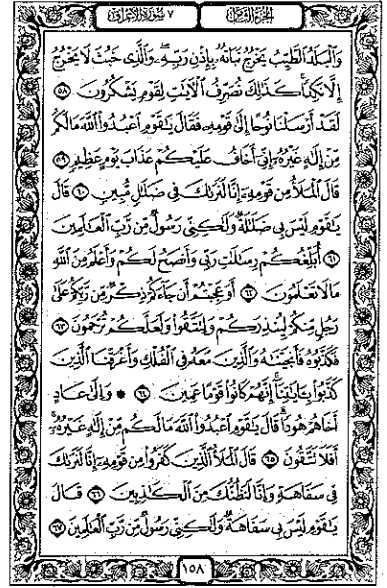 الجزء الثامن ٧ سورة الأعراف
وَٱلْبَلَدُ ٱلطَّيِّبُ يَخْرُجُ نَبَاتُهُۥ بِإِذْنِ رَبِّهِۦ وَٱلَّذِى خَبُثَ لَا يَخْرُجُ
إِلَّا نَكِدًا كَذَٰلِكَ نُصَرِّفُ ٱلْءَايَٰتِ لِقَوْمٍ يَشْكُرُونَ ٥٨
لَقَدْ أَرْسَلْنَا نُوحًا إِلَىٰ قَوْمِهِۦ فَقَالَ يَٰقَوْمِ ٱعْبُدُوا۟ ٱللَّهَ مَا لَكُم
مِّنْ إِلَٰهٍ غَيْرُهُۥٓ إِنِّىٓ أَخَافُ عَلَيْكُمْ عَذَابَ يَوْمٍ عَظِيمٍ ٥٩
قَالَ ٱلْمَلَأُ مِن قَوْمِهِۦٓ إِنَّا لَنَرَىٰكَ فِى ضَلَٰلٍ مُّبِينٍ ٦٠ قَالَ
يَٰقَوْمِ لَيْسَ بِى ضَلَٰلَةٌ وَلَٰكِنِّى رَسُولٌ مِّن رَّبِّ ٱلْعَٰلَمِينَ
٦١ أُبَلِّغُكُمْ رِسَٰلَٰتِ رَبِّى وَأَنصَحُ لَكُمْ وَأَعْلَمُ مِنَ ٱللَّهِ
مَا لَا تَعْلَمُونَ ٦٢ أَوَعَجِبْتُمْ أَن جَآءَكُمْ ذِكْرٌ مِّن رَّبِّكُمْ عَلَىٰ
رَجُلٍ مِّنكُمْ لِيُنذِرَكُمْ وَلِتَتَّقُوا۟ وَلَعَلَّكُمْ تُرْحَمُونَ ٦٣
فَكَذَّبُوهُ فَأَنجَيْنَٰهُ وَٱلَّذِينَ مَعَهُۥ فِى ٱلْفُلْكِ وَأَغْرَقْنَا ٱلَّذِينَ
كَذَّبُوا۟ بِـَٔايَٰتِنَآ إِنَّهُمْ كَانُوا۟ قَوْمًا عَمِينَ ٦٤ ۞ وَإِلَىٰ عَادٍ
أَخَاهُمْ هُودًا قَالَ يَٰقَوْمِ ٱعْبُدُوا۟ ٱللَّهَ مَا لَكُم مِّنْ إِلَٰهٍ غَيْرُهُۥٓ
أَفَلَا تَتَّقُونَ ٦٥ قَالَ ٱلْمَلَأُ ٱلَّذِينَ كَفَرُوا۟ مِن قَوْمِهِۦٓ إِنَّا لَنَرَىٰكَ
فِى سَفَاهَةٍ وَإِنَّا لَنَظُنُّكَ مِنَ ٱلْكَٰذِبِينَ ٦٦ قَالَ
يَٰقَوْمِ لَيْسَ بِى سَفَاهَةٌ وَلَٰكِنِّى رَسُولٌ مِّن رَّبِّ ٱلْعَٰلَمِينَ ٦٧
١٥٨